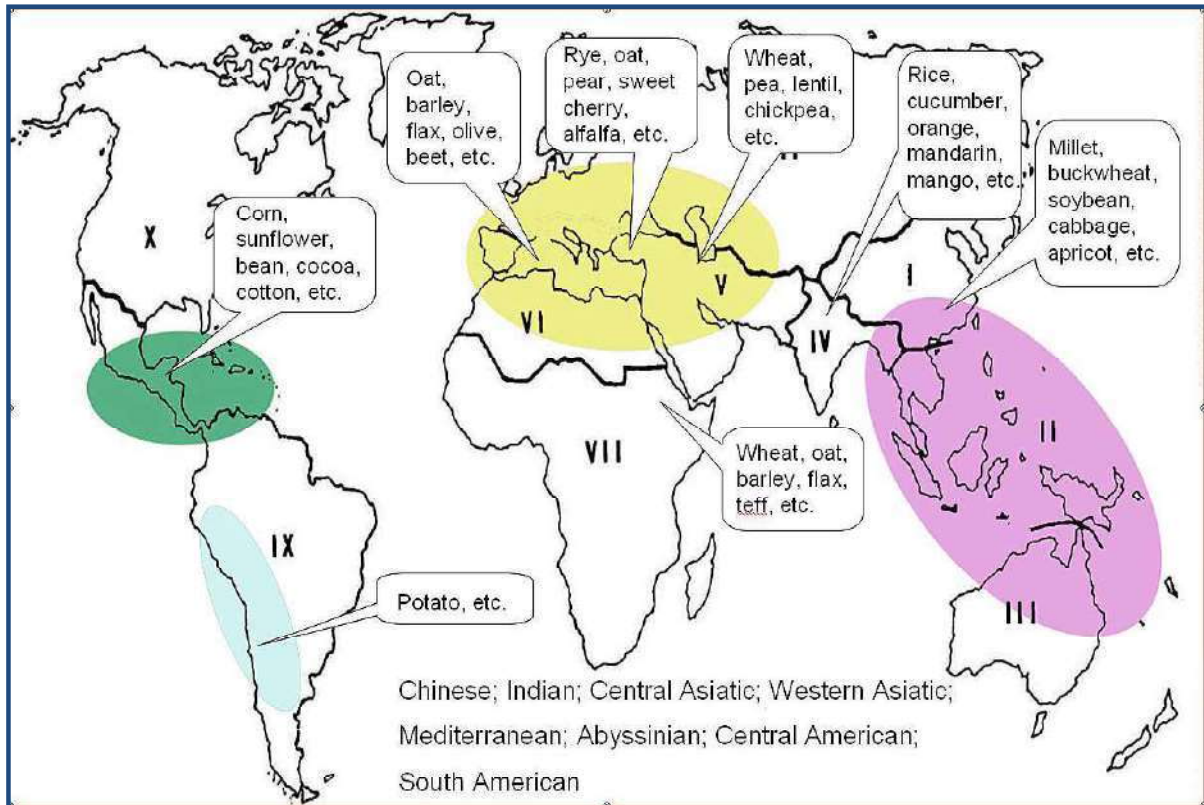 Oat,
barley,
flax, olive,
beet, etc.
Rye, oat,
pear, sweet
cherry,
alfalfa, etc.
Wheat,
pea, lentil,
chickpea,
etc.
Rice,
cucumber,
orange,
mandarin,
mango, etc.
Millet,
buckwheat,
soybean,
cabbage,
apricot, etc.
Corn,
sunflower,
bean, cocoa,
cotton, etc.
X
I
V
VI
IV
II
VII
Wheat, oat,
barley, flax,
teff, etc.
IX
III
Potato, etc.
Chinese; Indian; Central Asiatic; Western Asiatic;
Mediterranean; Abyssinian; Central American;
South American